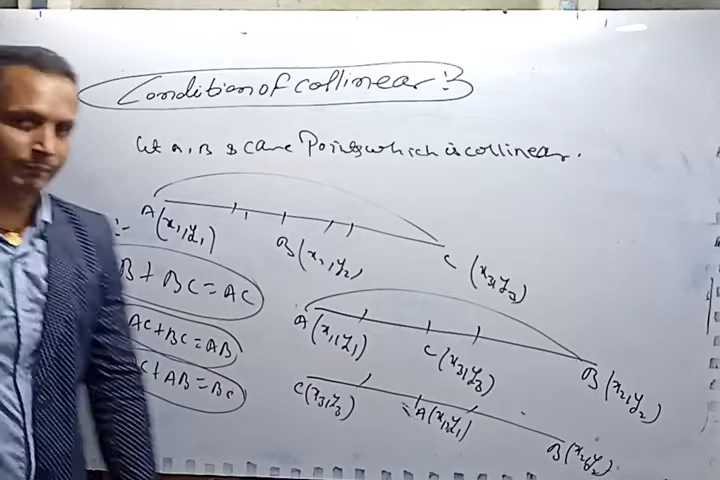 Condition of collinear :-
Let A, B & C are Points which is collinear.
:-
A(x₁,y₁)
B(x₂,y₂)
C (x₃,y₃)
B + BC = AC
A(x₁,y₁)
C(x₃,y₃)
B(x₂,y₂)
AC + BC = AB
C + AB = BC
C(x₃,y₃)
A(x₁,y₁)
B(x₂,y₂)